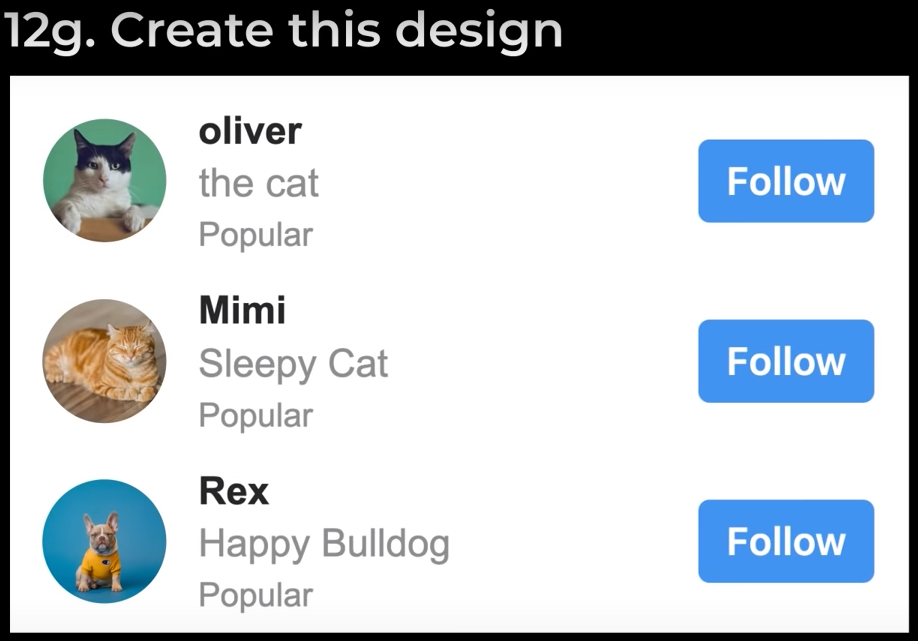 12g. Create this design
oliver
the cat
Popular
Follow
Mimi
Sleepy Cat
Popular
Follow
Rex
Happy Bulldog
Popular
Follow